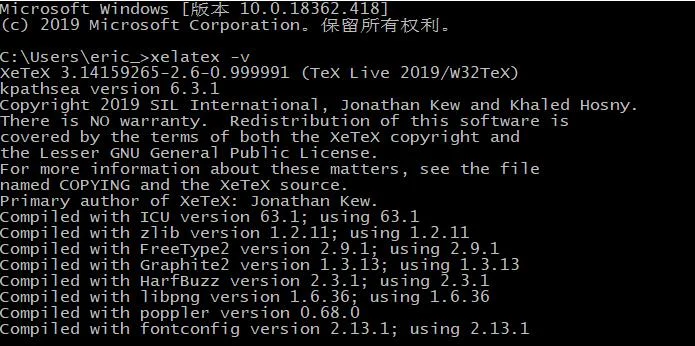 Microsoft Windows [版本 10.0.18362.418]
(c) 2019 Microsoft Corporation。保留所有权利。
C:\Users\eric_>xelatex -v
XeTeX 3.14159265-2.6-0.999991 (TeX Live 2019/W32TeX)
kpathsea version 6.3.1
Copyright 2019 SIL International, Jonathan Kew and Khaled Hosny.
There is NO warranty.  Redistribution of this software is
covered by the terms of both the XeTeX copyright and
the Lesser GNU General Public License.
For more information about these matters, see the file
named COPYING and the XeTeX source.
Primary author of XeTeX: Jonathan Kew.
Compiled with ICU version 63.1; using 63.1
Compiled with zlib version 1.2.11; using 1.2.11
Compiled with FreeType2 version 2.9.1; using 2.9.1
Compiled with Graphite2 version 1.3.13; using 1.3.13
Compiled with HarfBuzz version 2.3.1; using 2.3.1
Compiled with libpng version 1.6.36; using 1.6.36
Compiled with poppler version 0.68.0
Compiled with fontconfig version 2.13.1; using 2.13.1